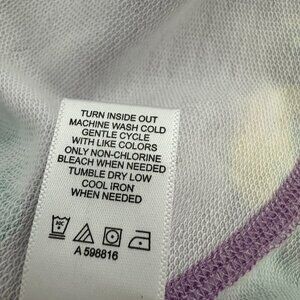 TURN INSIDE OUT
MACHINE WASH COLD
GENTLE CYCLE
WITH LIKE COLORS
ONLY NON-CHLORINE
BLEACH WHEN NEEDED
TUMBLE DRY LOW
COOL IRON
WHEN NEEDED
A 598816